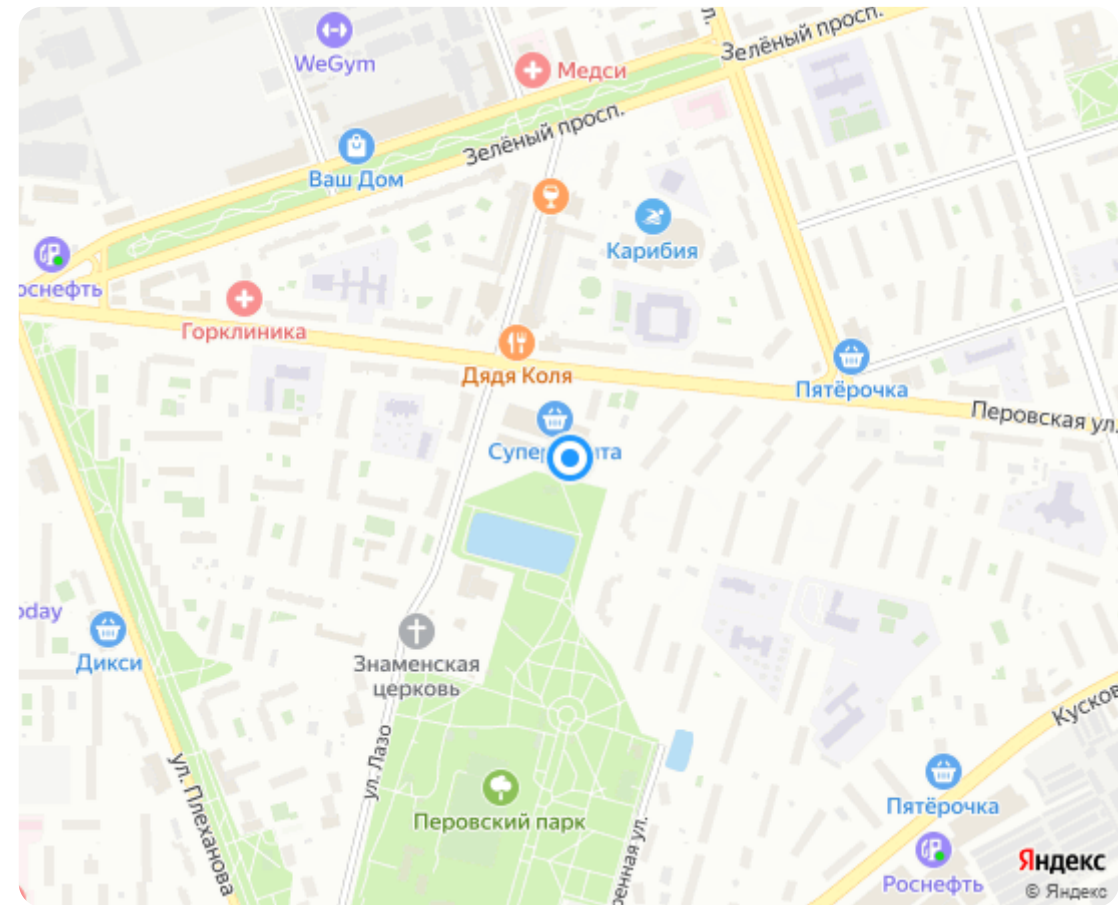 Зелёный просп.
WeGym
Медси
Зелёный просп.
Ваш Дом
Карибия
Роснефть
Горклиника
Дядя Коля
Пятёрочка
Перовская ул.
Дикси
Знаменская
церковь
ул. Лазо
ул. Плеханова
Перовский парк
Пятёрочка
Роснефть
Яндекс
© Яндекс